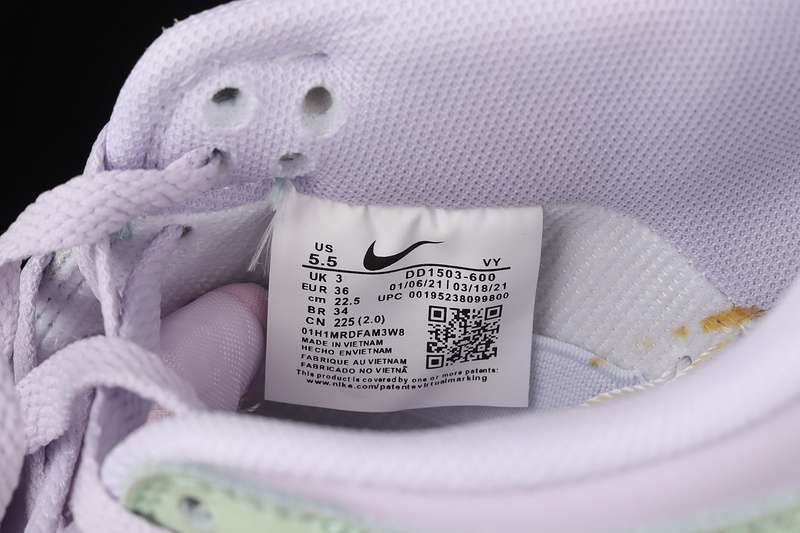 US
5.5 VY
UK 3 DD1503-600
EUR 36 01/06/21 | 03/18/21
cm 22.5 UPC 00195238099800
BR 34
CN 225 (2.0)
01H1MRDFAM3W8
MADE IN VIETNAM
HECHO EN VIETNAM
FABRIQUE AU VIETNAM
FABRICADO NO VIETNÃ
This product is covered by one or more patents:
www.nike.com/patentsvirtualmarking